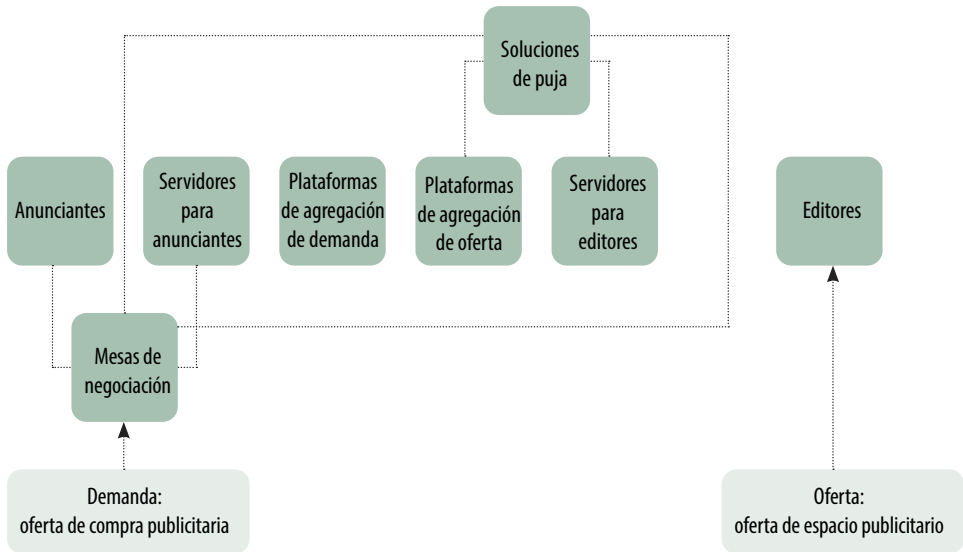 Soluciones
de puja
Anunciantes
Servidores
para
anunciantes
Plataformas
de agregación
de demanda
Plataformas
de agregación
de oferta
Servidores
para
editores
Editores
Mesas de
negociación
Demanda:
oferta de compra publicitaria
Oferta:
oferta de espacio publicitario